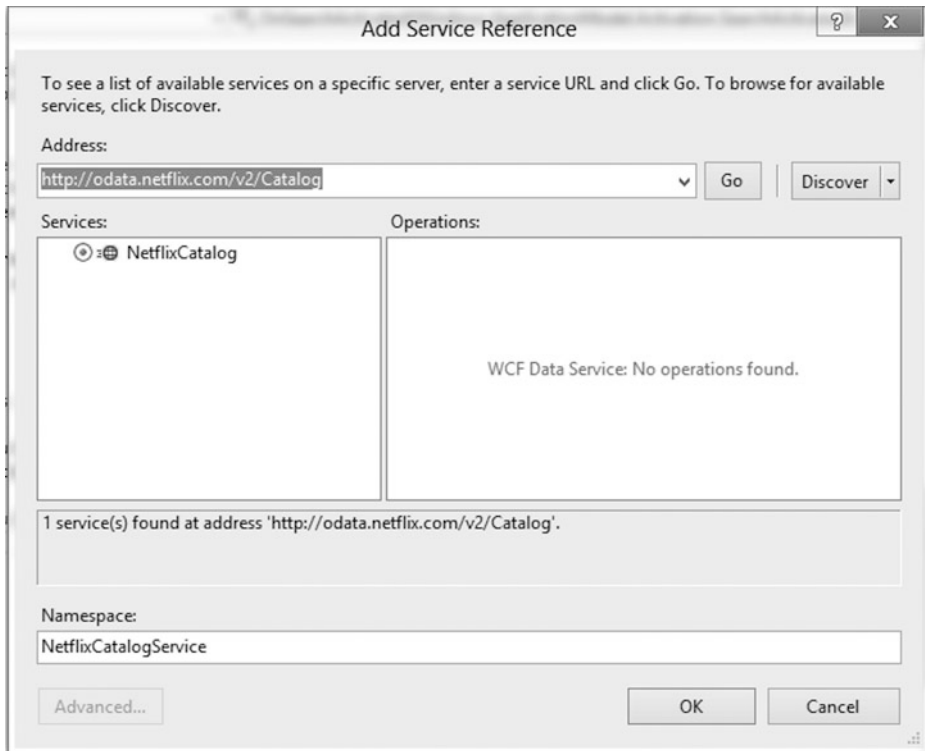 Add Service Reference
?
To see a list of available services on a specific server, enter a service URL and click Go. To browse for available
services, click Discover.
Address:
http://odata.netflix.com/v2/Catalog
Go
Discover
Services:
Operations:
NetflixCatalog
WCF Data Service: No operations found.
1 service(s) found at address 'http://odata.netflix.com/v2/Catalog'.
Namespace:
NetflixCatalogService
Advanced...
OK
Cancel